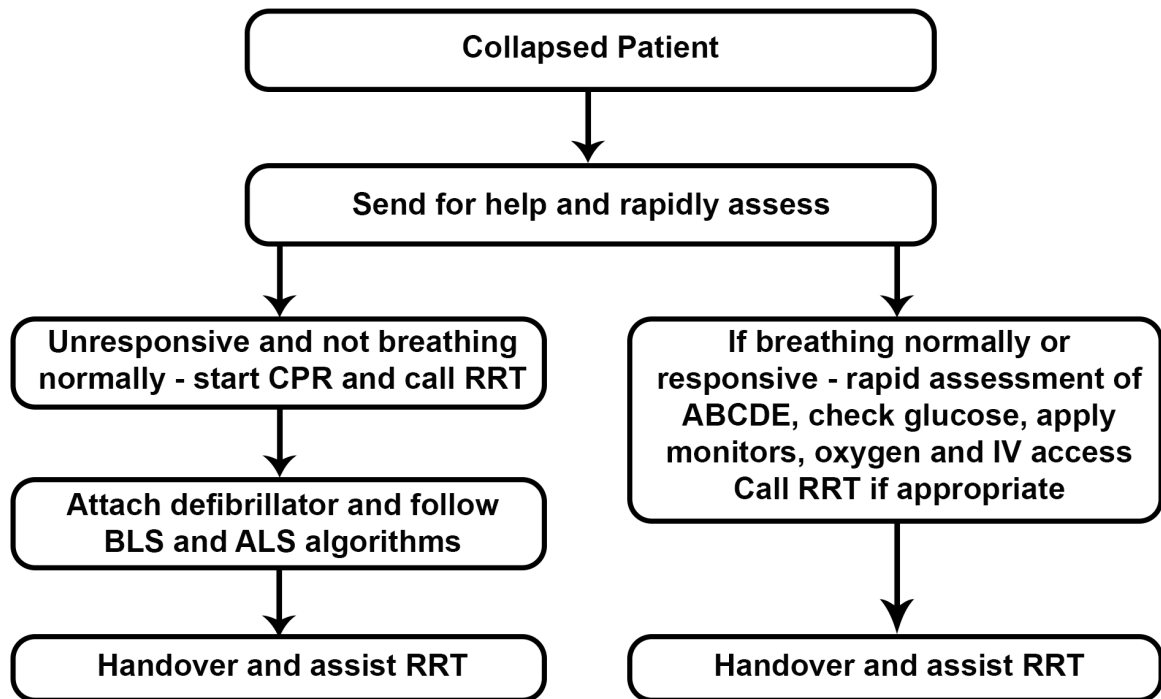 Collapsed Patient
Send for help and rapidly assess
Unresponsive and not breathing
normally - start CPR and call RRT
Attach defibrillator and follow
BLS and ALS algorithms
Handover and assist RRT
If breathing normally or
responsive - rapid assessment of
ABCDE, check glucose, apply
monitors, oxygen and IV access
Call RRT if appropriate
Handover and assist RRT